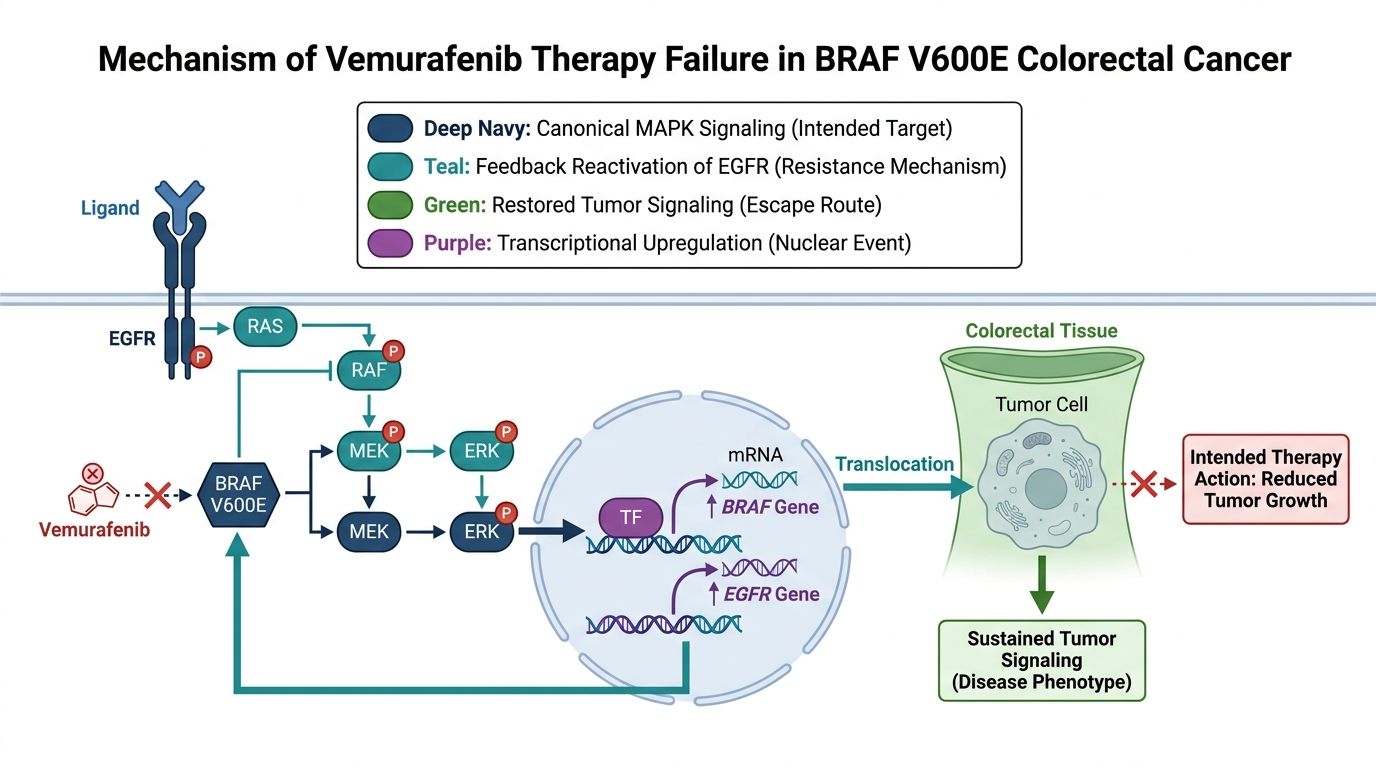 Mechanism of Vemurafenib Therapy Failure in BRAF V600E Colorectal Cancer
Deep Navy: Canonical MAPK Signaling (Intended Target)
Teal: Feedback Reactivation of EGFR (Resistance Mechanism)
Green: Restored Tumor Signaling (Escape Route)
Purple: Transcriptional Upregulation (Nuclear Event)
Ligand
EGFR
P
RAS
RAF
P
MEK
P
ERK
P
Vemurafenib
BRAF
V600E
MEK
ERK
P
TF
mRNA
↑ BRAF Gene
↑ EGFR Gene
Translocation
Colorectal Tissue
Tumor Cell
Intended Therapy
Action: Reduced
Tumor Growth
Sustained Tumor
Signaling
(Disease Phenotype)